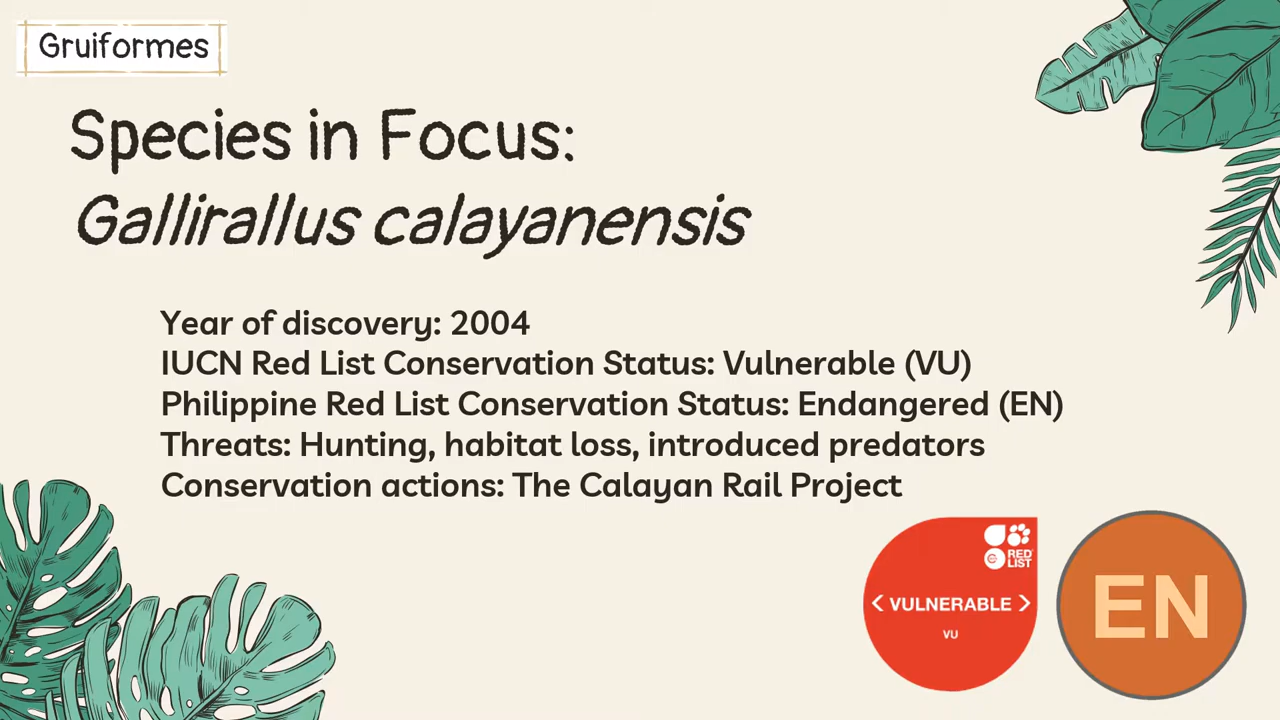 Gruiformes
Species in Focus:
Gallirallus calayanensis
Year of discovery: 2004
IUCN Red List Conservation Status: Vulnerable (VU)
Philippine Red List Conservation Status: Endangered (EN)
Threats: Hunting, habitat loss, introduced predators
Conservation actions: The Calayan Rail Project
RED
LIST
< VULNERABLE >
VU
EN